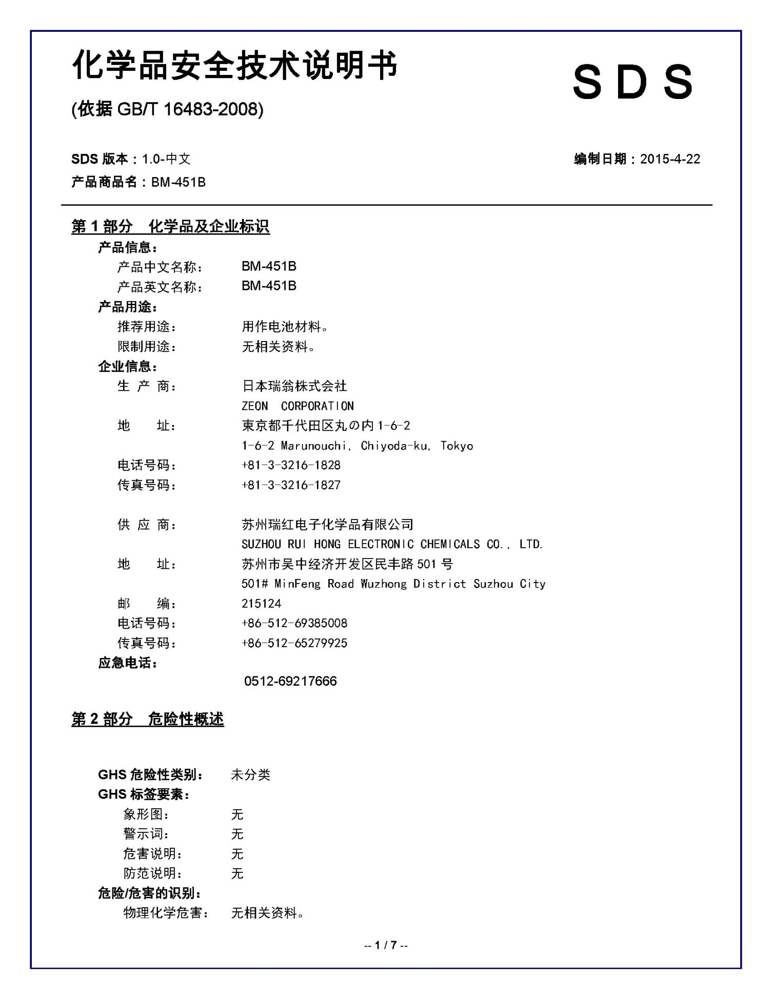 化学品安全技术说明书
SDS
(依据 GB/T 16483-2008)
SDS 版本：1.0-中文 编制日期：2015-4-22
产品商品名：BM-451B
第 1 部分 化学品及企业标识
产品信息：
产品中文名称： BM-451B
产品英文名称： BM-451B
产品用途：
推荐用途： 用作电池材料。
限制用途： 无相关资料。
企业信息：
生 产 商： 日本瑞翁株式会社
ZEON CORPORATION
地 址： 東京都千代田区丸の内 1-6-2
1-6-2 Marunouchi, Chiyoda-ku, Tokyo
电话号码： +81-3-3216-1828
传真号码： +81-3-3216-1827
供 应 商： 苏州瑞红电子化学品有限公司
SUZHOU RUI HONG ELECTRONIC CHEMICALS CO., LTD.
地 址： 苏州市吴中经济开发区民丰路 501 号
501# MinFeng Road Wuzhong District Suzhou City
邮 编： 215124
电话号码： +86-512-69385008
传真号码： +86-512-65279925
应急电话：
0512-69217666
第 2 部分 危险性概述
GHS 危险性类别： 未分类
GHS 标签要素：
象形图： 无
警示词： 无
危害说明： 无
防范说明： 无
危险/危害的识别：
物理化学危害： 无相关资料。
-- 1 / 7 --